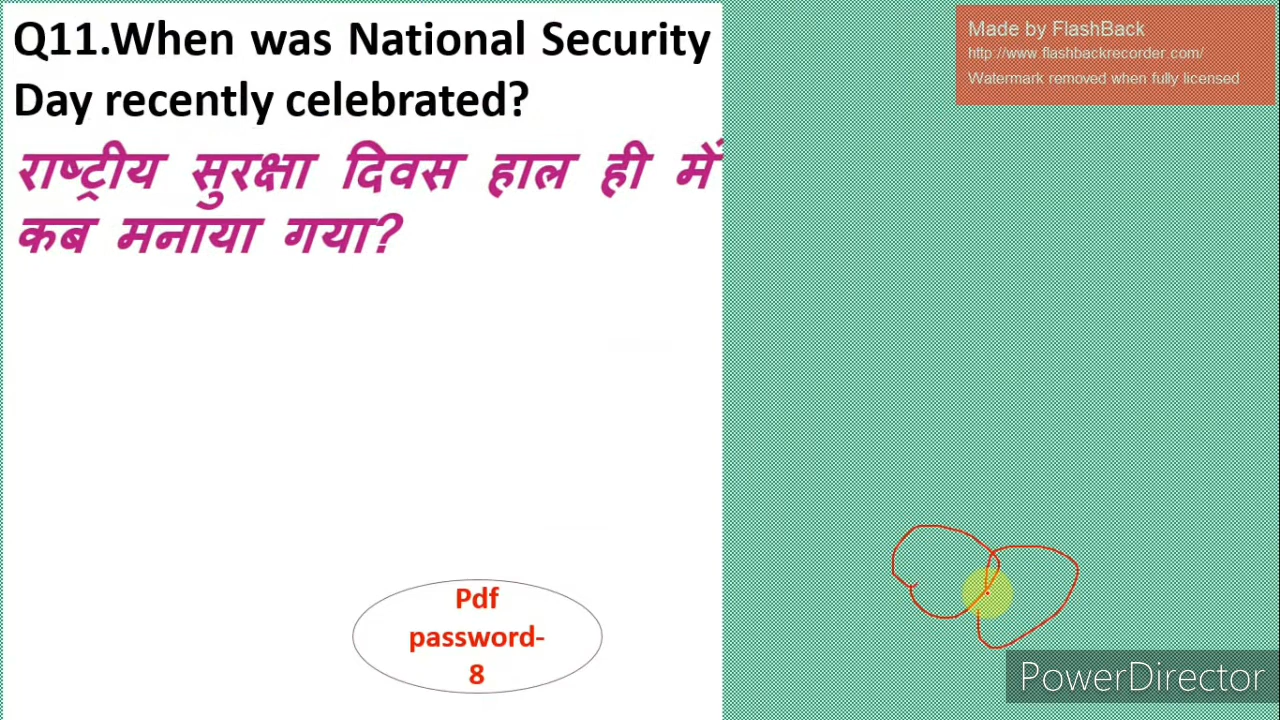 Q11.When was National Security
Day recently celebrated?
राष्ट्रीय सुरक्षा दिवस हाल ही में
कब मनाया गया?
Pdf
password-
8
Made by FlashBack
http://www.flashbackrecorder.com/
Watermark removed when fully licensed
PowerDirector